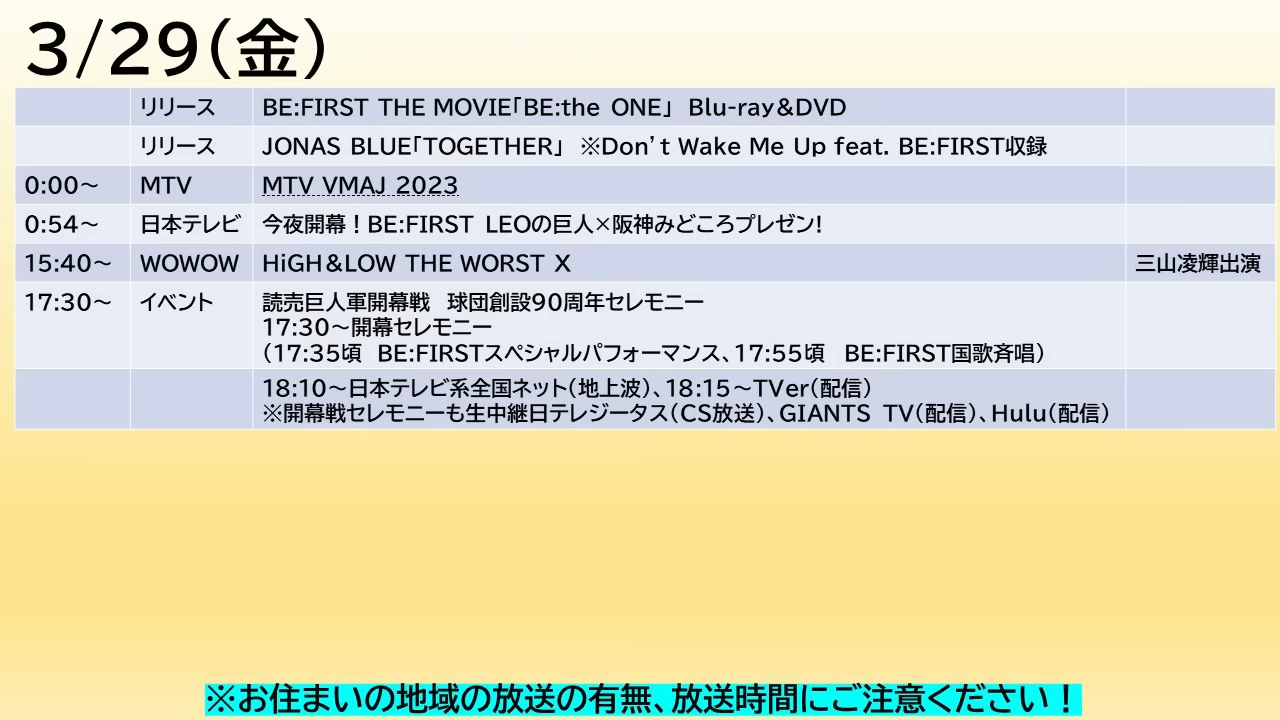 3/29(金)
リリース BE:FIRST THE MOVIE「BE:the ONE」 Blu-ray&DVD
リリース JONAS BLUE「TOGETHER」 ※Don't Wake Me Up feat. BE:FIRST収録
0:00～ MTV MTV VMAJ 2023
0:54～ 日本テレビ 今夜開幕！BE:FIRST LEOの巨人×阪神みどころプレゼン!
15:40～ WOWOW HiGH&LOW THE WORST X 三山凌輝出演
17:30～ イベント 読売巨人軍開幕戦 球団創設90周年セレモニー
17:30～開幕セレモニー
(17:35頃 BE:FIRSTスペシャルパフォーマンス、17:55頃 BE:FIRST国歌斉唱)
18:10～日本テレビ系全国ネット(地上波)、18:15～TVer(配信)
※開幕戦セレモニーも生中継日テレジータス(CS放送)、GIANTS TV(配信)、Hulu(配信)
※お住まいの地域の放送の有無、放送時間にご注意ください！